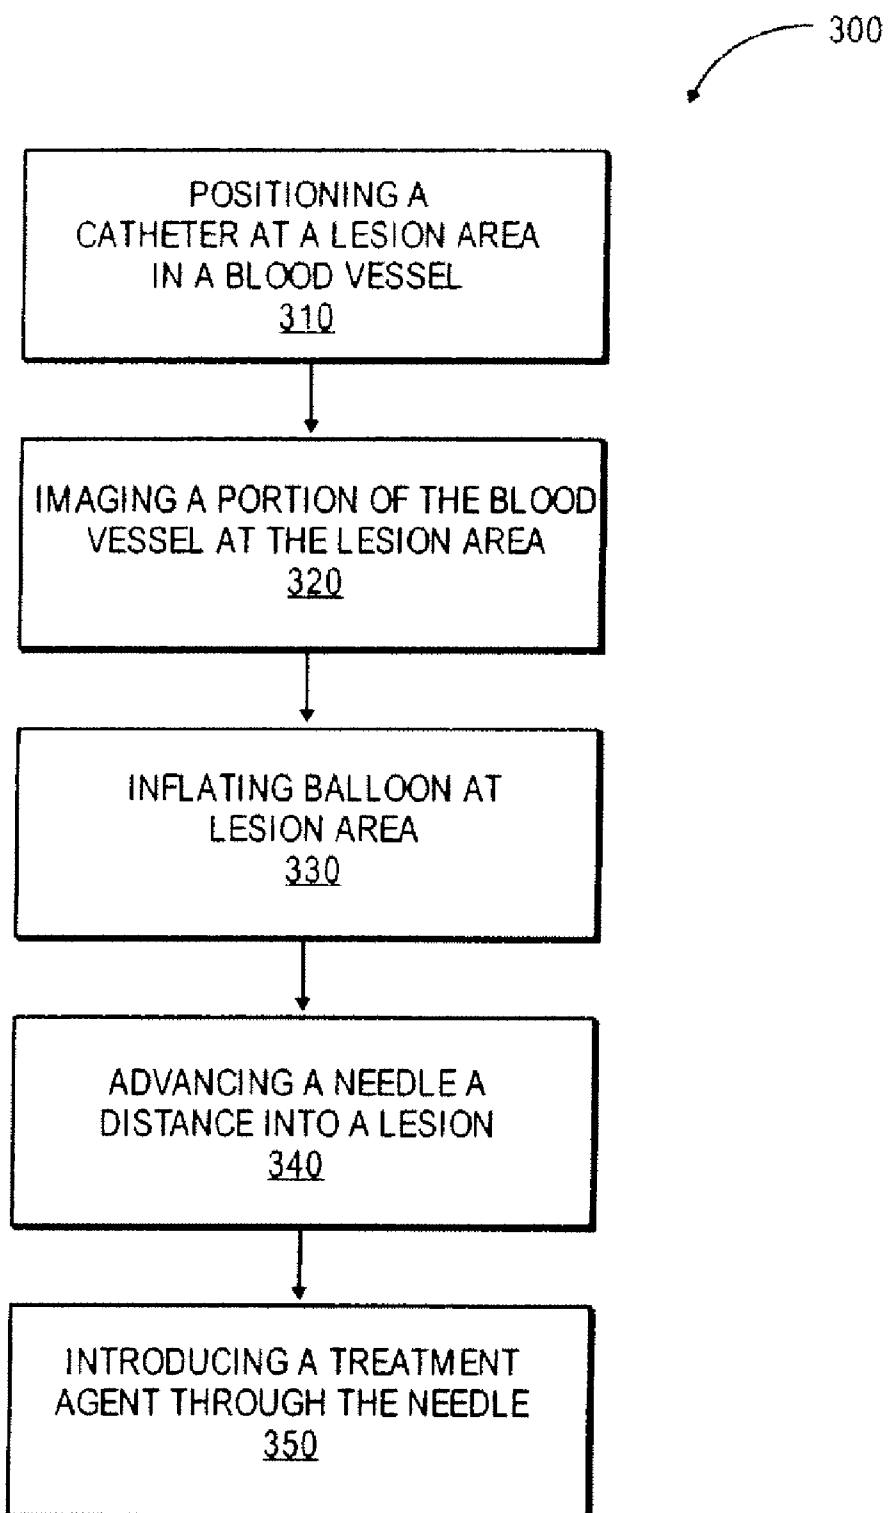 300
POSITIONING A
CATHETER AT A LESION AREA
IN A BLOOD VESSEL
310
IMAGING A PORTION OF THE BLOOD
VESSEL AT THE LESION AREA
320
INFLATING BALLOON AT
LESION AREA
330
ADVANCING A NEEDLE A
DISTANCE INTO A LESION
340
INTRODUCING A TREATMENT
AGENT THROUGH THE NEEDLE
350